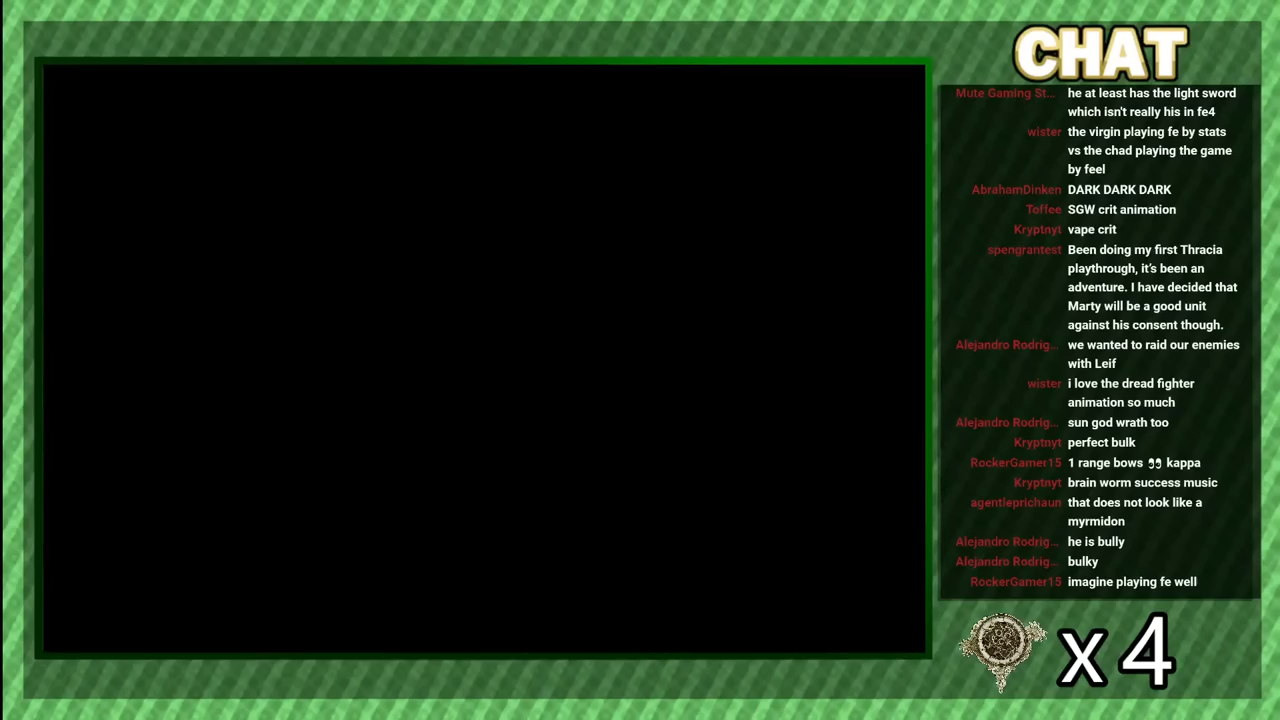 CHAT
Mute Gaming St... he at least has the light sword
which isn't really his in fe4
wister the virgin playing fe by stats
vs the chad playing the game
by feel
AbrahamDinken DARK DARK DARK
Toffee SGW crit animation
Kryptnyt vape crit
spengrantest Been doing my first Thracia
playthrough, it's been an
adventure. I have decided that
Marty will be a good unit
against his consent though.
Alejandro Rodrig... we wanted to raid our enemies
with Leif
wister i love the dread fighter
animation so much
Alejandro Rodrig... sun god wrath too
Kryptnyt perfect bulk
RockerGamer15 1 range bows 👀 kappa
Kryptnyt brain worm success music
agentleprichaun that does not look like a
myrmidon
Alejandro Rodrig... he is bully
Alejandro Rodrig... bulky
RockerGamer15 imagine playing fe well
x 4